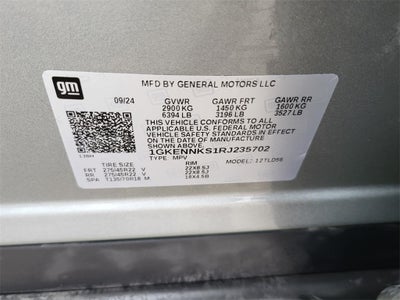 gm
MFD BY GENERAL MOTORS LLC
09/24 GVWR GAWR FRT GAWR RR
2900 KG 1450 KG 1600 KG
6394 LB 3196 LB 3527 LB
THIS VEHICLE CONFORMS TO ALL
APPLICABLE U.S. FEDERAL MOTOR
VEHICLE SAFETY STANDARDS IN EFFECT
ON THE DATE OF MANUFACTURE
SHOWN ABOVE.
1GKENNKS1RJ235702
TYPE: MPV MODEL:
TIRE SIZE RIM
FRT 275/45R22 V 22X8.5J
RR 275/45R22 V 22X8.5J
SPA T135/70R18 M 18X4.5B